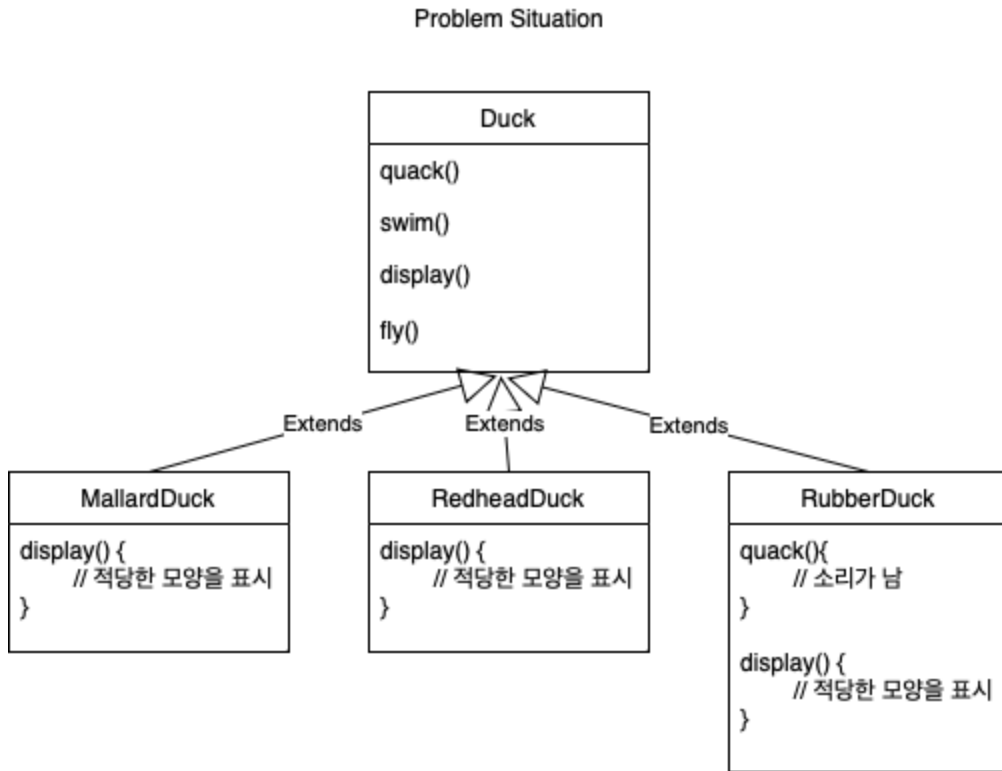 Problem Situation
Duck
quack()
swim()
display()
fly()
Extends
Extends
Extends
MallardDuck
display() {
// 적당한 모양을 표시
}
RedheadDuck
display() {
// 적당한 모양을 표시
}
RubberDuck
quack(){
// 소리가 남
}
display() {
// 적당한 모양을 표시
}